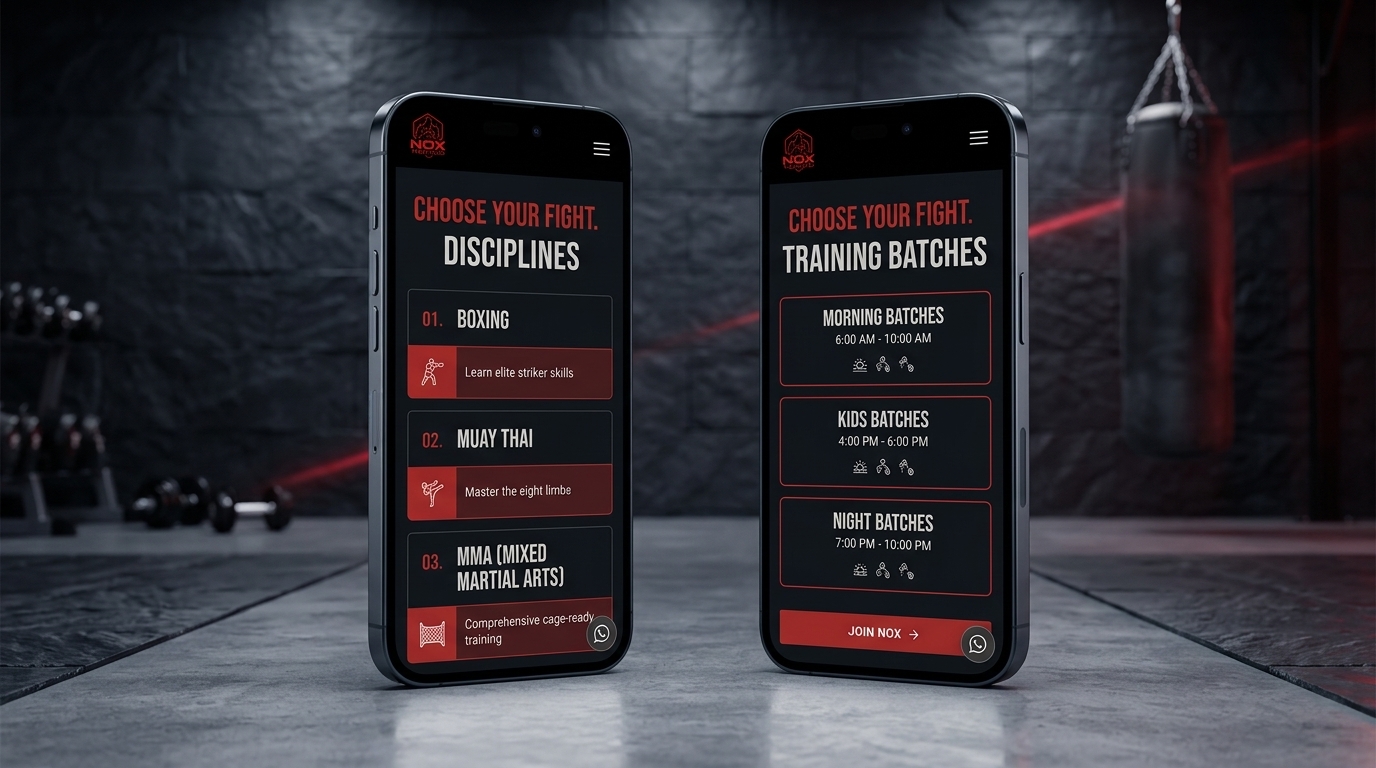 NOX
CHOOSE YOUR FIGHT.
DISCIPLINES
01. BOXING
Learn elite striker skills
02. MUAY THAI
Master the eight limbe
03. MMA (MIXED
MARTIAL ARTS)
Comprehensive cage-ready
training
NOX
CHOOSE YOUR FIGHT.
TRAINING BATCHES
MORNING BATCHES
6:00 AM - 10:00 AM
KIDS BATCHES
4:00 PM - 6:00 PM
NIGHT BATCHES
7:00 PM - 10:00 PM
JOIN NOX →